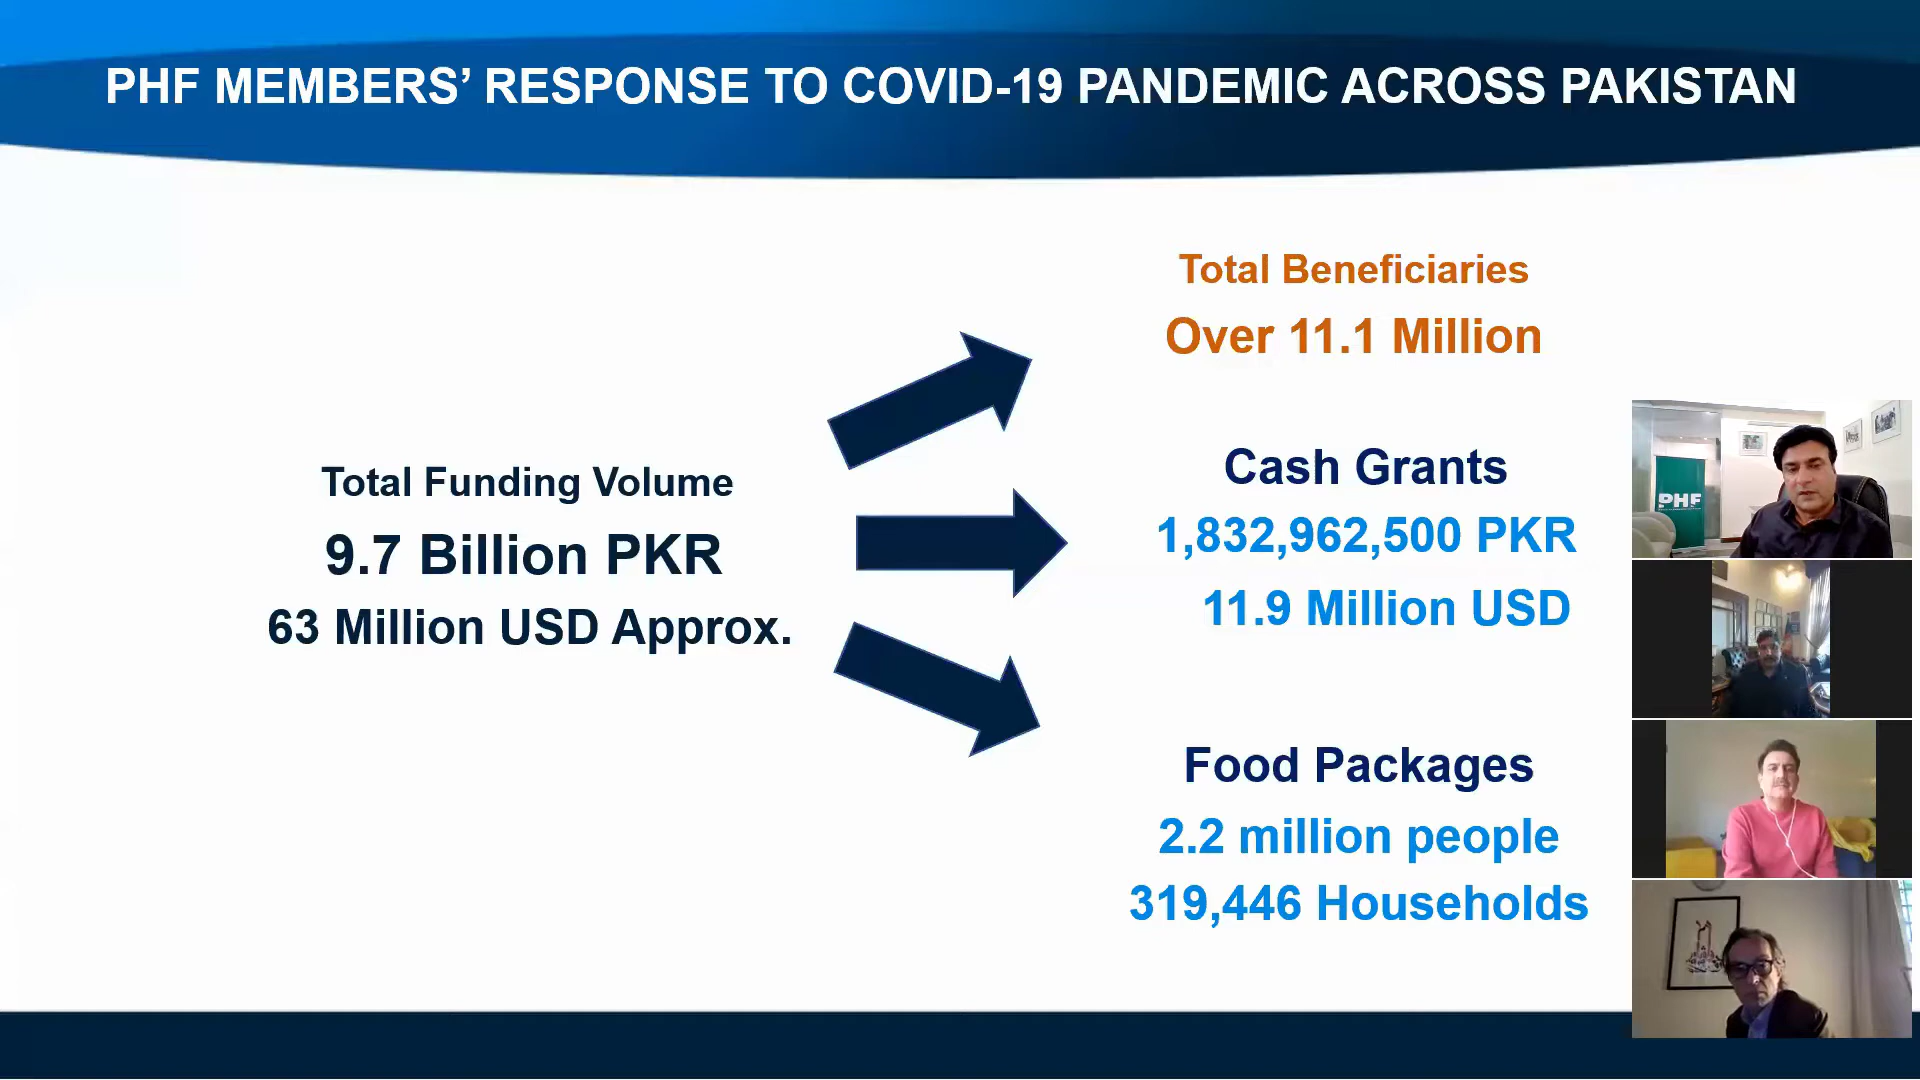 PHF MEMBERS’ RESPONSE TO COVID-19 PANDEMIC ACROSS PAKISTAN
Total Funding Volume
9.7 Billion PKR
63 Million USD Approx.
Total Beneficiaries
Over 11.1 Million
Cash Grants
1,832,962,500 PKR
11.9 Million USD
Food Packages
2.2 million people
319,446 Households
PHF